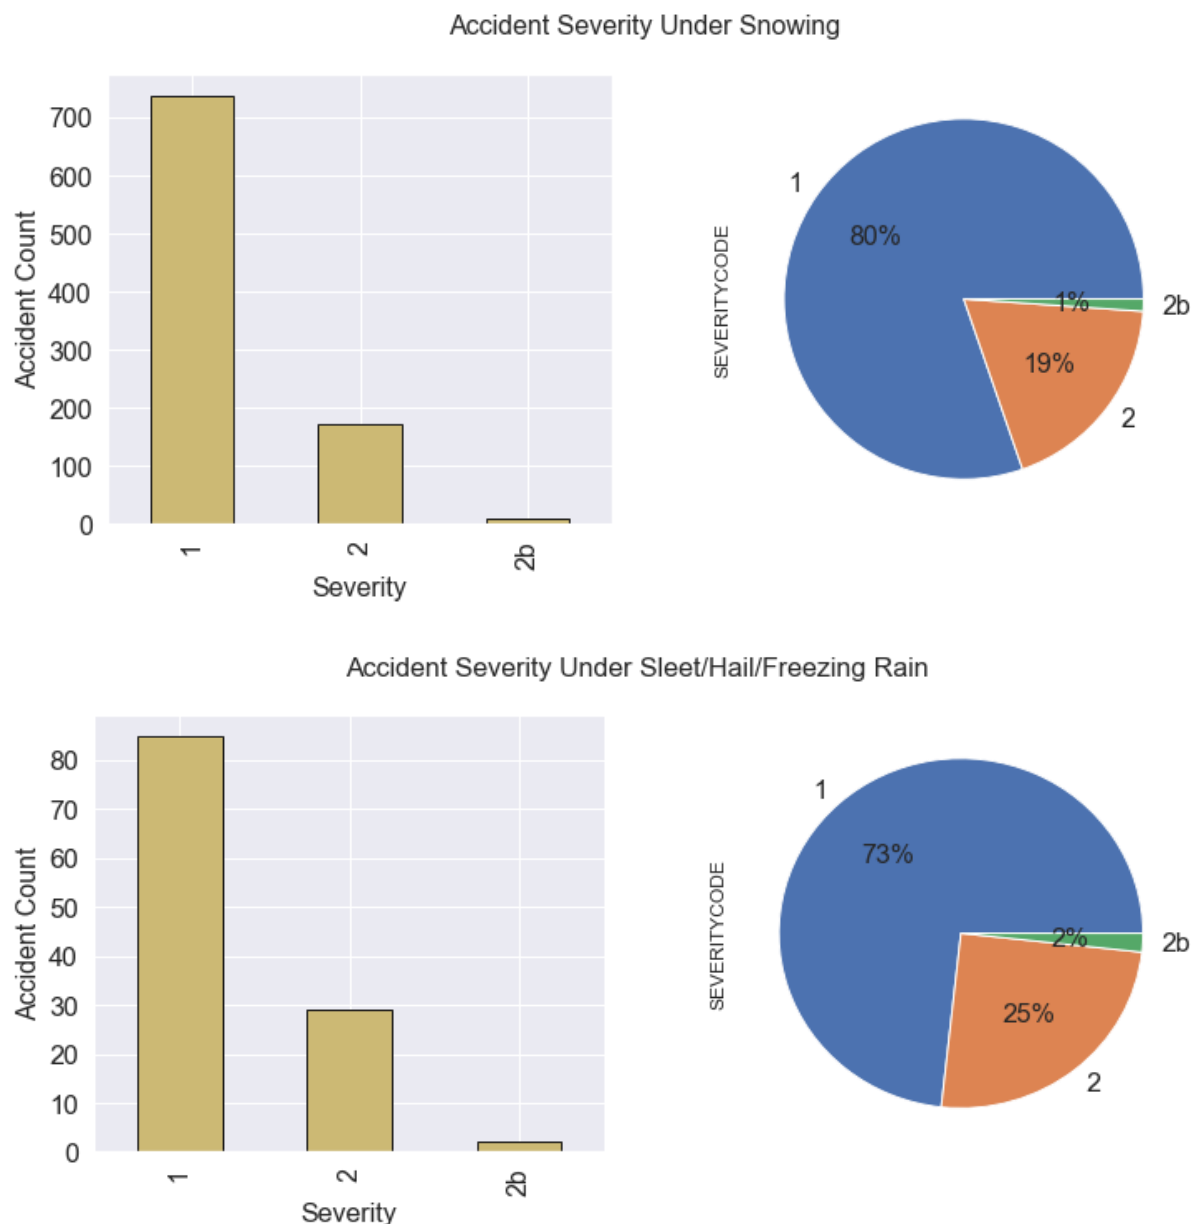 Accident Severity Under Snowing
Accident Count
700
600
500
400
300
200
100
0
1
2
2b
Severity
SEVERITYCODE
1
80%
1%
2b
19%
2
Accident Severity Under Sleet/Hail/Freezing Rain
Accident Count
80
70
60
50
40
30
20
10
0
1
2
2b
Severity
SEVERITYCODE
1
73%
2%
2b
25%
2